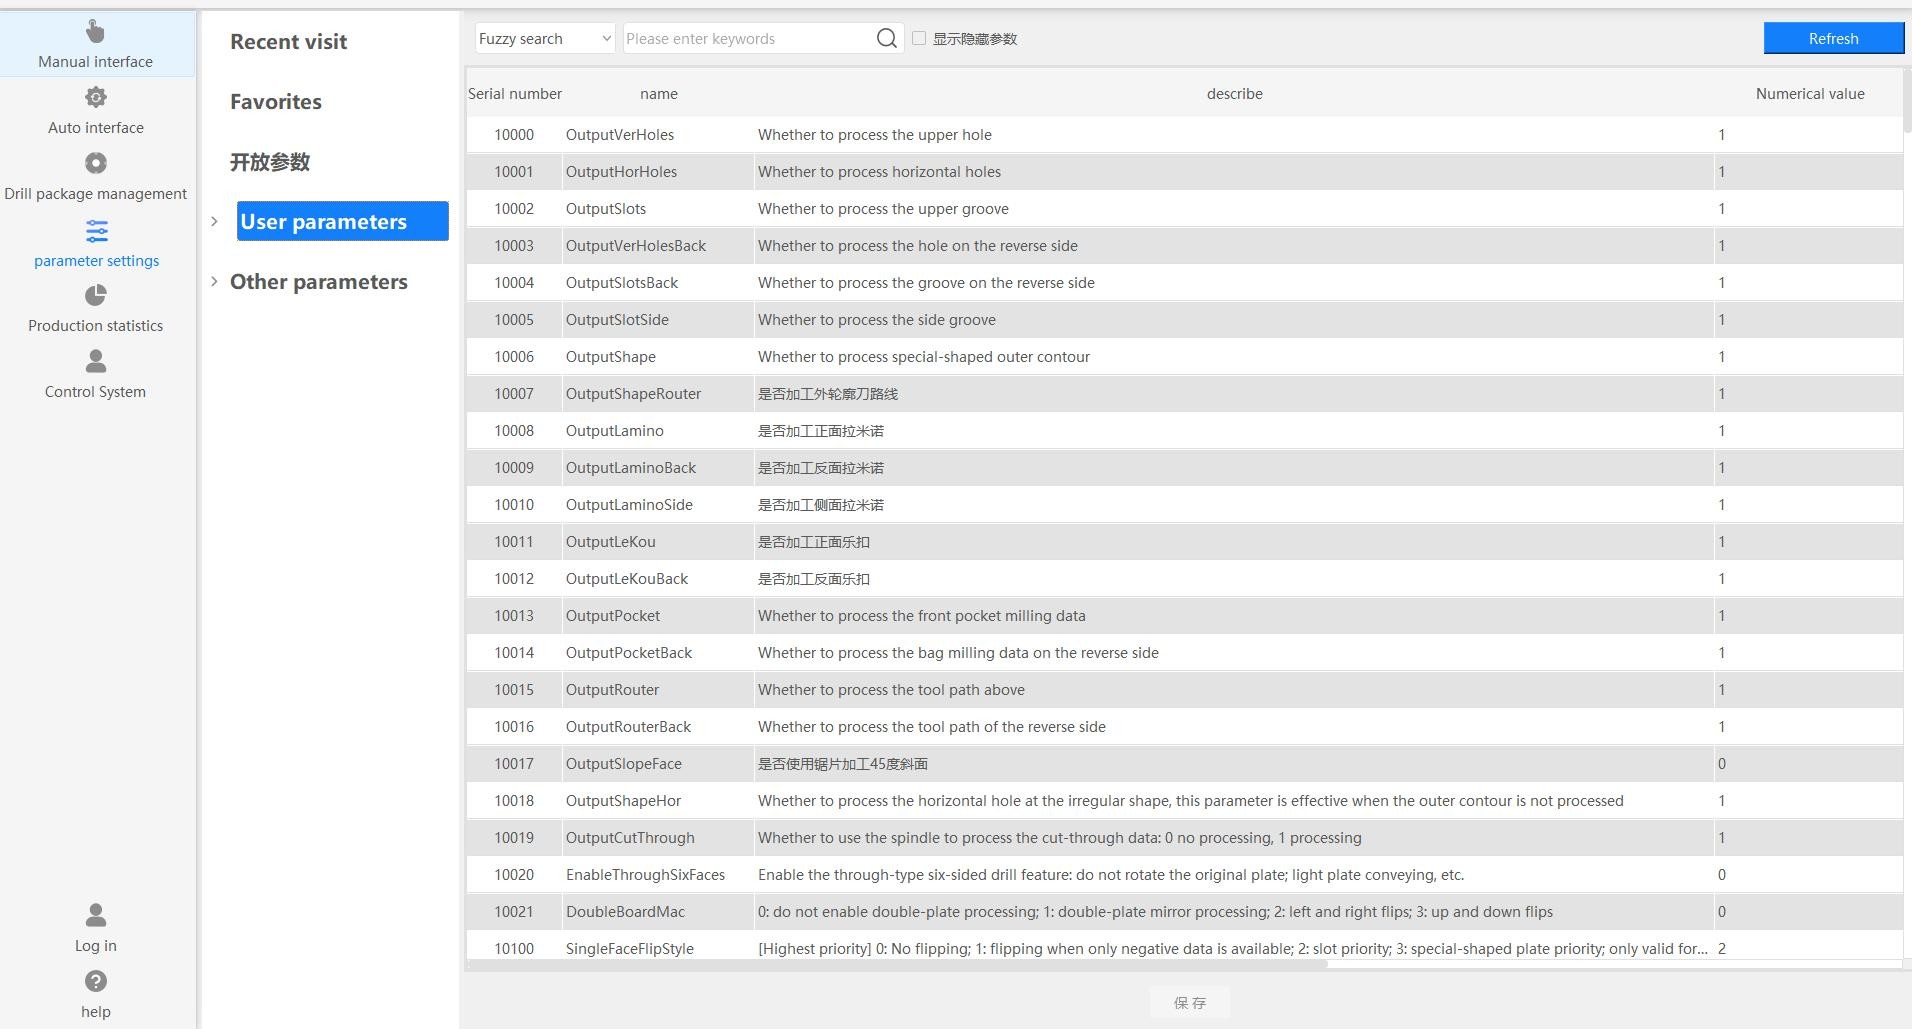 Manual interface
Auto interface
Drill package management
parameter settings
Production statistics
Control System
Log in
help
Recent visit
Favorites
开放参数
User parameters
Other parameters
Fuzzy search
Please enter keywords
显示隐藏参数
Refresh
Serial number name describe Numerical value
10000 OutputVerHoles Whether to process the upper hole 1
10001 OutputHorHoles Whether to process horizontal holes 1
10002 OutputSlots Whether to process the upper groove 1
10003 OutputVerHolesBack Whether to process the hole on the reverse side 1
10004 OutputSlotsBack Whether to process the groove on the reverse side 1
10005 OutputSlotSide Whether to process the side groove 1
10006 OutputShape Whether to process special-shaped outer contour 1
10007 OutputShapeRouter 是否加工外轮廓刀路线 1
10008 OutputLamino 是否加工正面拉米诺 1
10009 OutputLaminoBack 是否加工反面拉米诺 1
10010 OutputLaminoSide 是否加工侧面拉米诺 1
10011 OutputLeKou 是否加工正面乐扣 1
10012 OutputLeKouBack 是否加工反面乐扣 1
10013 OutputPocket Whether to process the front pocket milling data 1
10014 OutputPocketBack Whether to process the bag milling data on the reverse side 1
10015 OutputRouter Whether to process the tool path above 1
10016 OutputRouterBack Whether to process the tool path of the reverse side 1
10017 OutputSlopeFace 是否使用锯片加工45度斜面 0
10018 OutputShapeHor Whether to process the horizontal hole at the irregular shape, this parameter is effective when the outer contour is not processed 1
10019 OutputCutThrough Whether to use the spindle to process the cut-through data: 0 no processing, 1 processing 1
10020 EnableThroughSixFaces Enable the through-type six-sided drill feature: do not rotate the original plate; light plate conveying, etc. 0
10021 DoubleBoardMac 0: do not enable double-plate processing; 1: double-plate mirror processing; 2: left and right flips; 3: up and down flips 0
10100 SingleFaceFlipStyle [Highest priority] 0: No flipping; 1: flipping when only negative data is available; 2: slot priority; 3: special-shaped plate priority; only valid for... 2
保 存